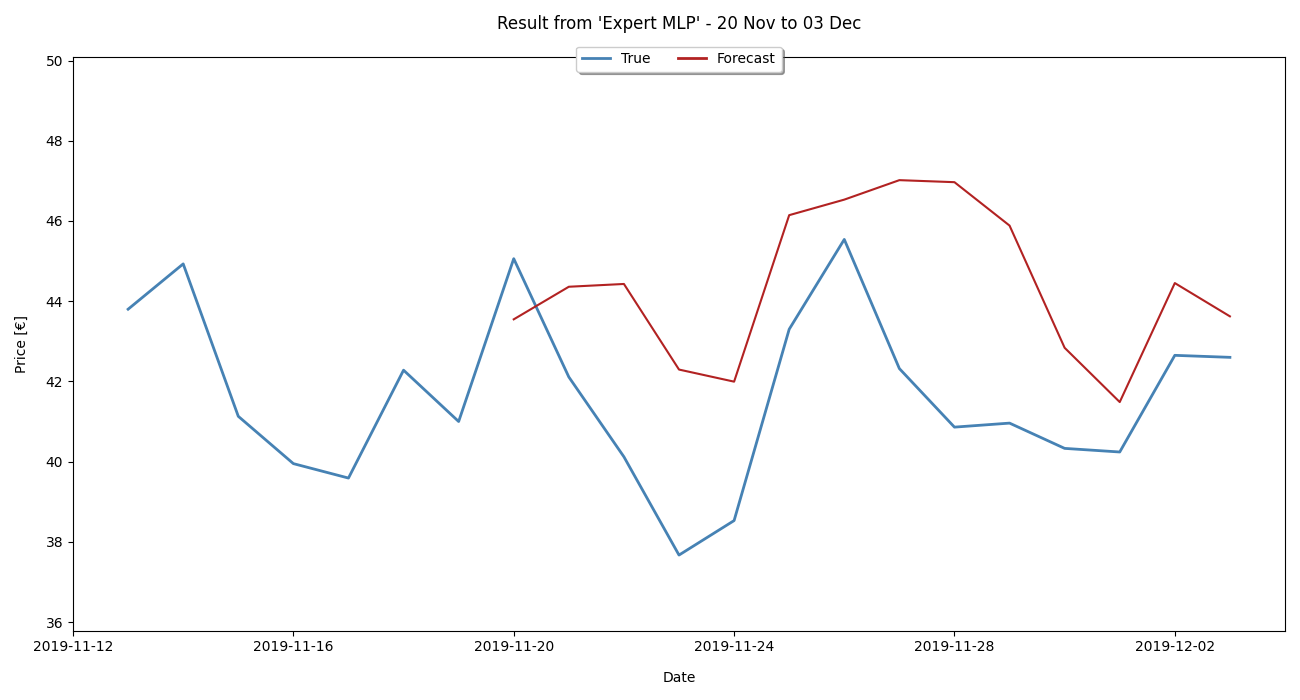 Result from 'Expert MLP' - 20 Nov to 03 Dec
True
Forecast
50
48
46
44
42
40
38
36
Price [€]
2019-11-12
2019-11-16
2019-11-20
2019-11-24
2019-11-28
2019-12-02
Date